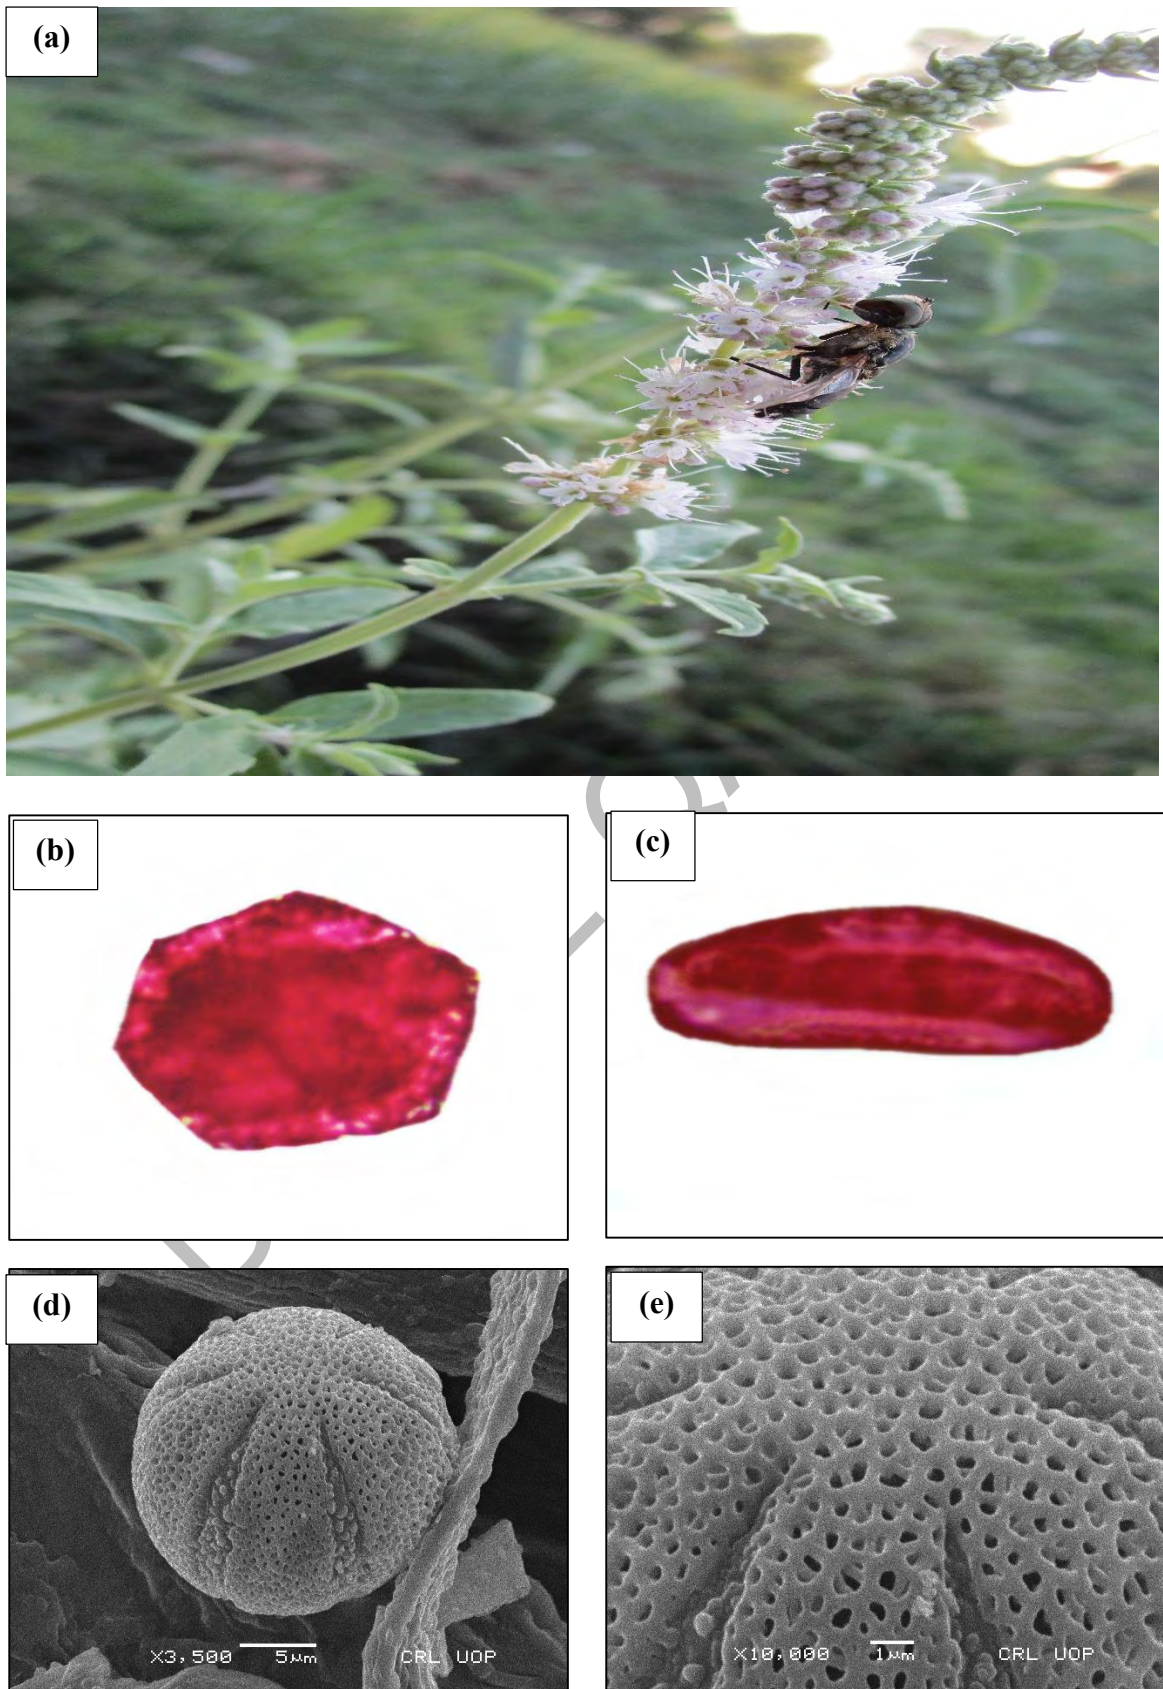 (a)
(b)
(c)
(d)
X3,500 5μm CRL UOP
(e)
X10,000 1μm CRL UOP